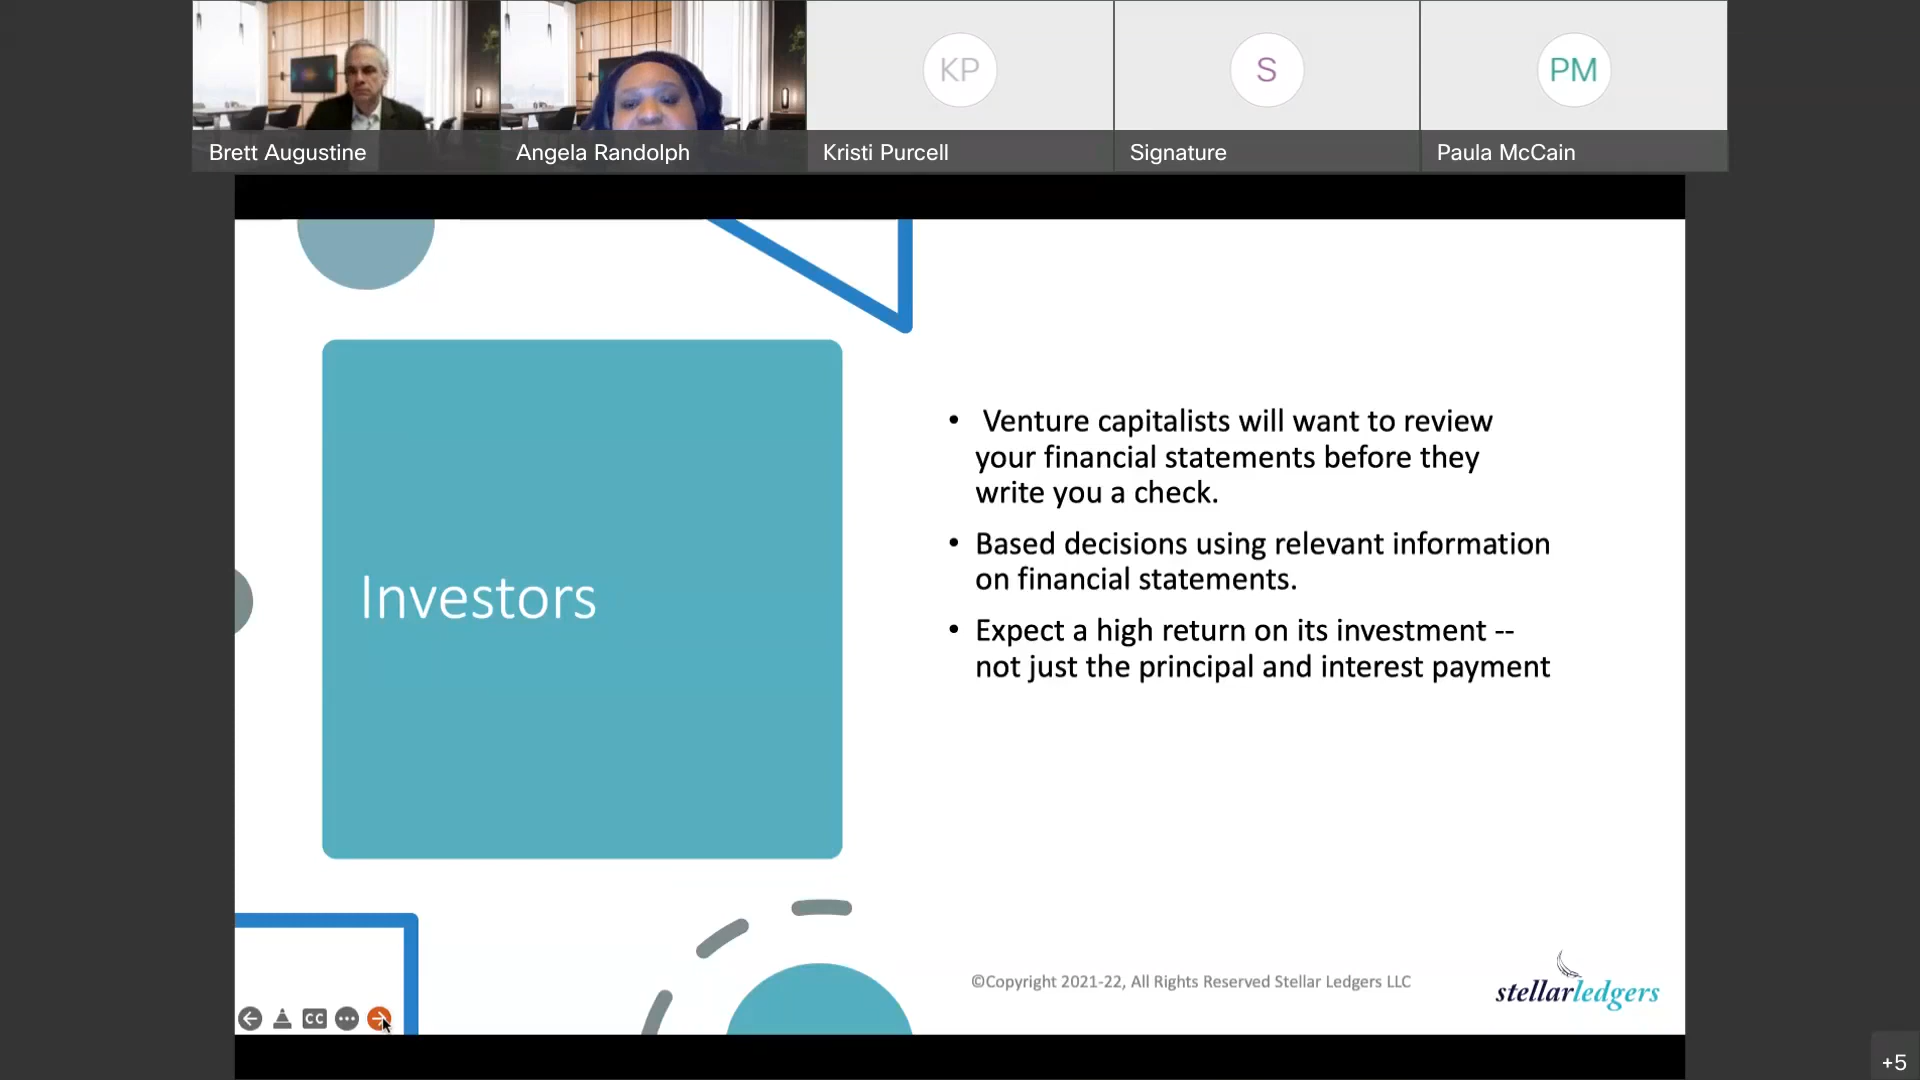 KP
S
PM
Brett Augustine
Angela Randolph
Kristi Purcell
Signature
Paula McCain
Investors
• Venture capitalists will want to review
your financial statements before they
write you a check.
• Based decisions using relevant information
on financial statements.
• Expect a high return on its investment --
not just the principal and interest payment
©Copyright 2021-22, All Rights Reserved Stellar Ledgers LLC
stellarledgers
CC
+5